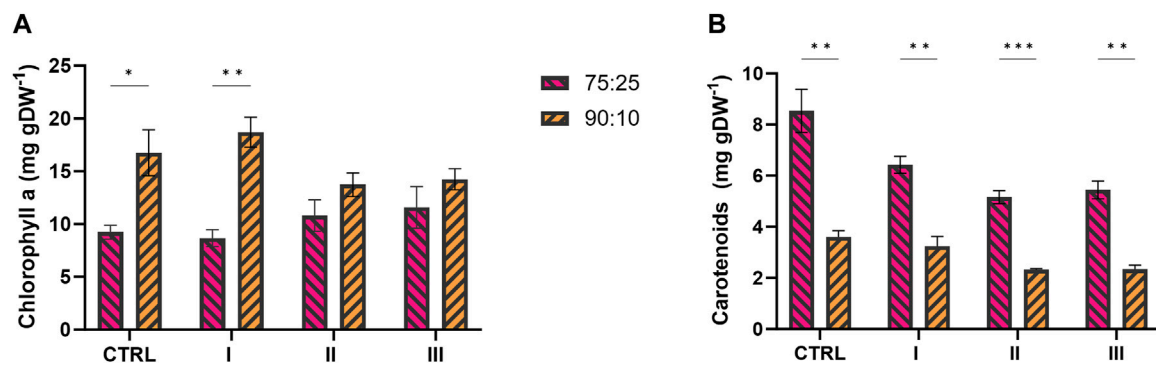 A
Chlorophyll a (mg gDW⁻¹)
25
20
15
10
5
0
*
**
CTRL
I
II
III
75:25
90:10
B
Carotenoids (mg gDW⁻¹)
10
8
6
4
2
0
**
**
***
**
CTRL
I
II
III